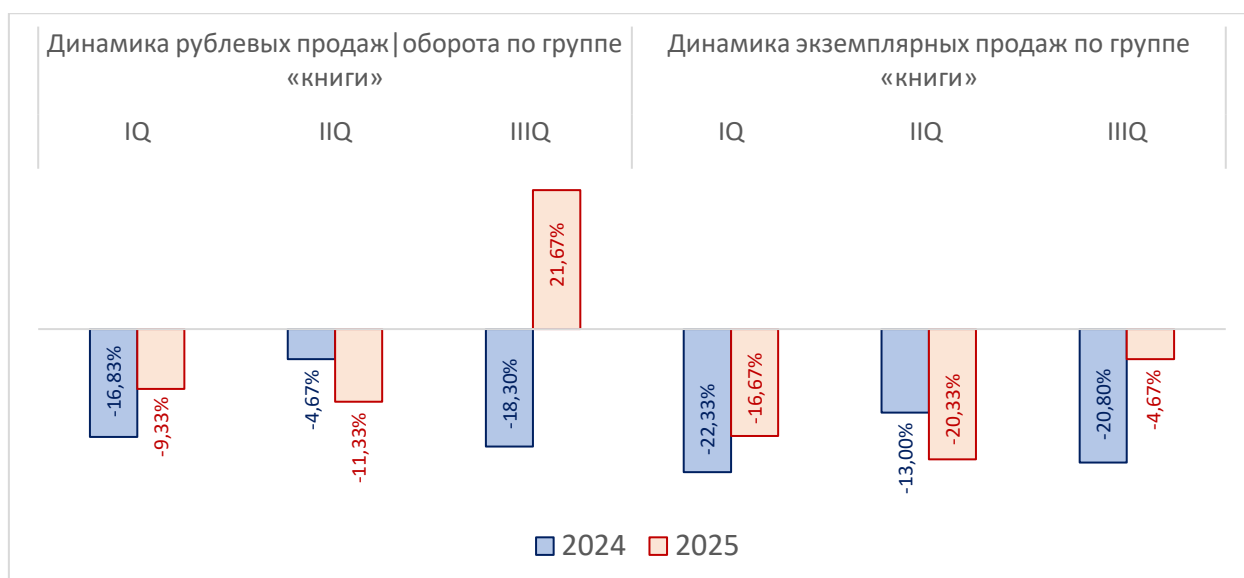 Динамика рублевых продаж|оборота по группе
«книги»
Динамика экземплярных продаж по группе
«книги»
IQ
IIQ
IIIQ
IQ
IIQ
IIIQ
-16,83%
-9,33%
-4,67%
-11,33%
-18,30%
21,67%
-22,33%
-16,67%
-13,00%
-20,33%
-20,80%
-4,67%
2024
2025